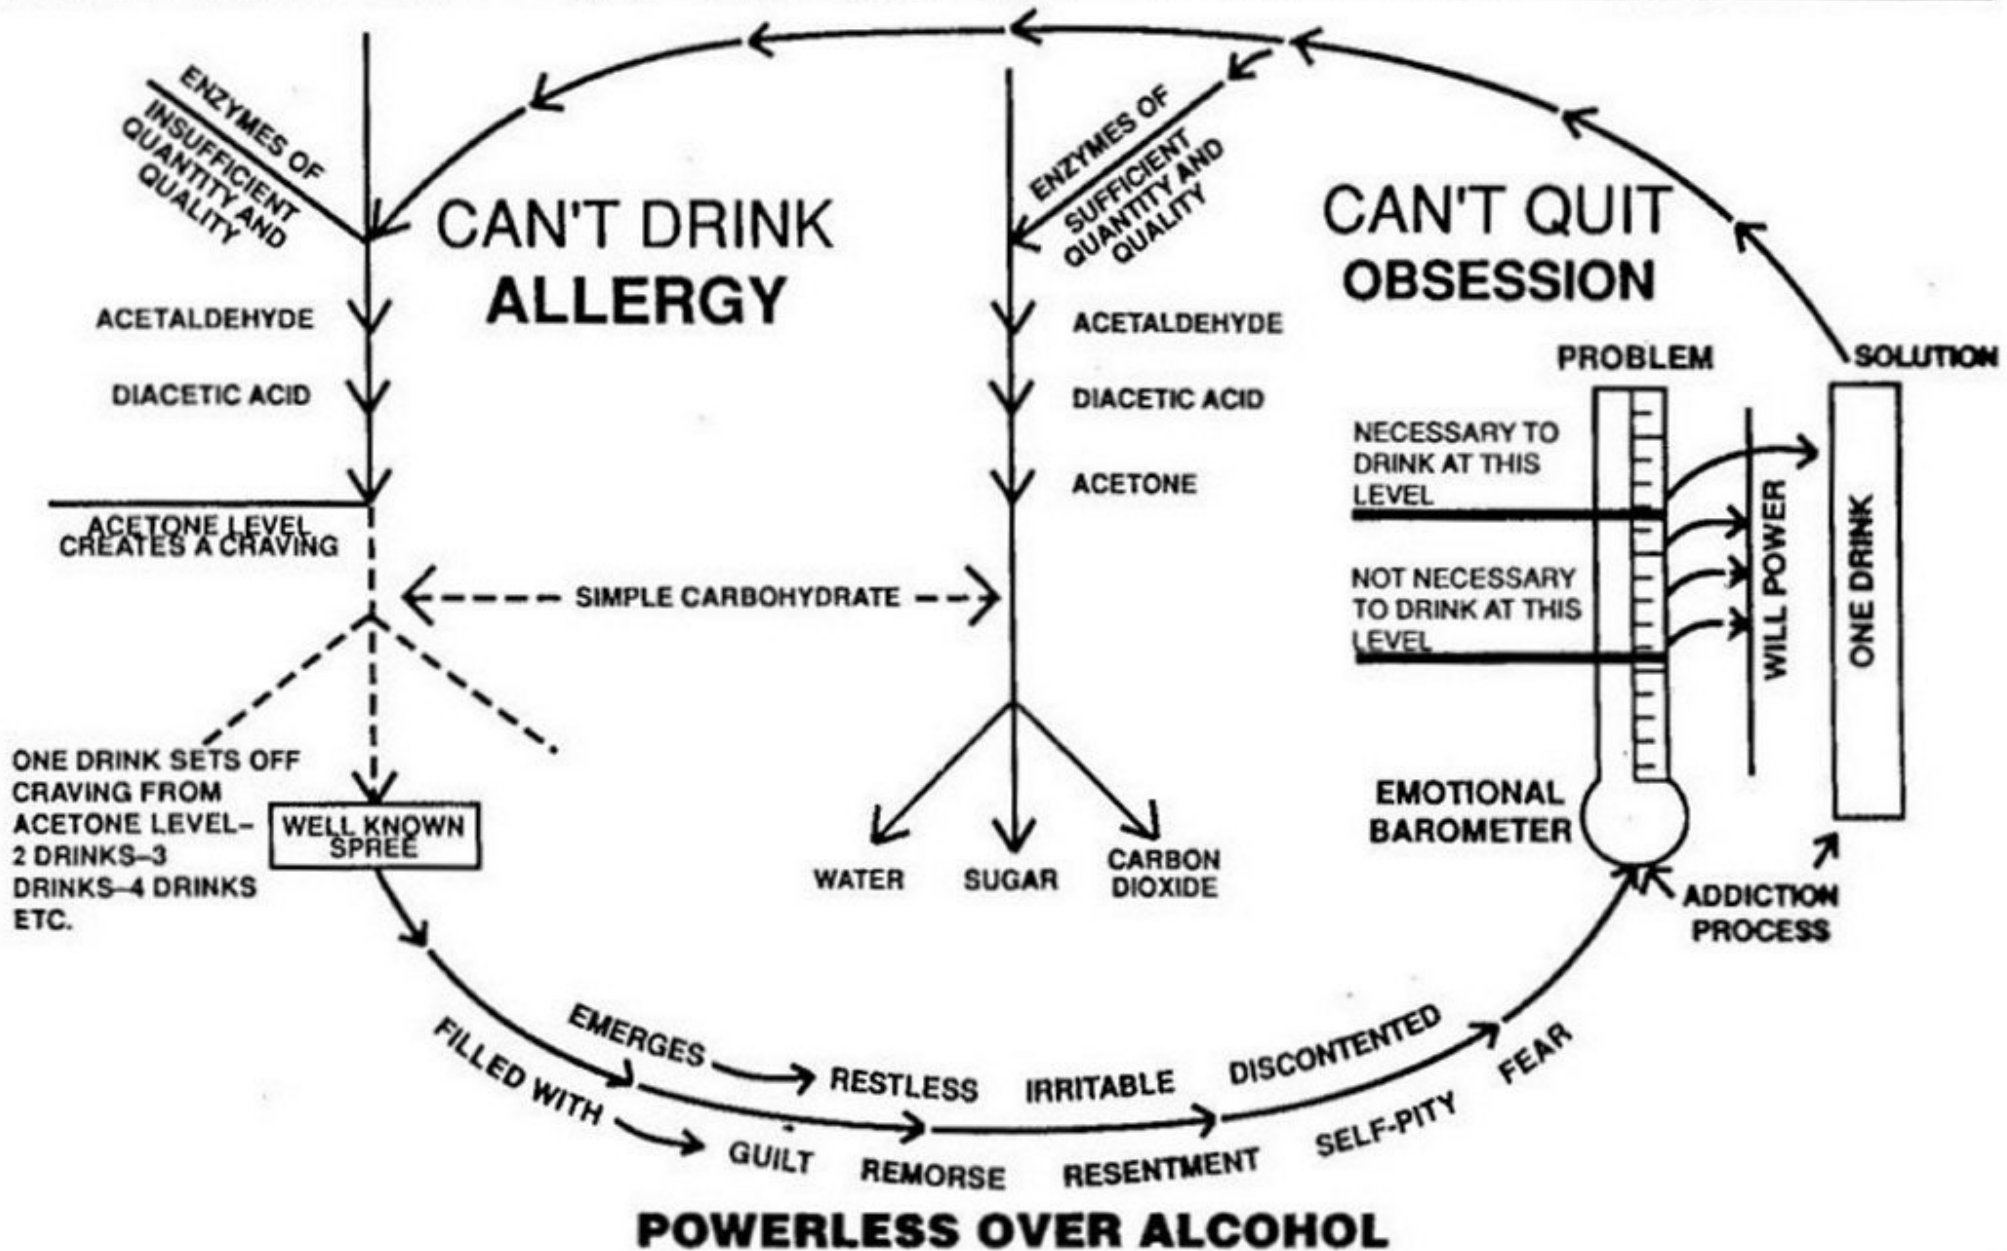 ENZYMES OF
INSUFFICIENT
QUANTITY AND
QUALITY
CAN'T DRINK
ALLERGY
ACETALDEHYDE
DIACETIC ACID
ACETONE LEVEL
CREATES A CRAVING
SIMPLE CARBOHYDRATE
ONE DRINK SETS OFF
CRAVING FROM
ACETONE LEVEL–
2 DRINKS–3
DRINKS–4 DRINKS
ETC.
WELL KNOWN
SPREE
ENZYMES OF
SUFFICIENT
QUANTITY AND
QUALITY
ACETALDEHYDE
DIACETIC ACID
ACETONE
WATER
SUGAR
CARBON
DIOXIDE
CAN'T QUIT
OBSESSION
PROBLEM
SOLUTION
NECESSARY TO
DRINK AT THIS
LEVEL
NOT NECESSARY
TO DRINK AT THIS
LEVEL
WILL POWER
ONE DRINK
EMOTIONAL
BAROMETER
ADDICTION
PROCESS
EMERGES RESTLESS IRRITABLE DISCONTENTED
FILLED WITH GUILT REMORSE RESENTMENT SELF-PITY FEAR
POWERLESS OVER ALCOHOL